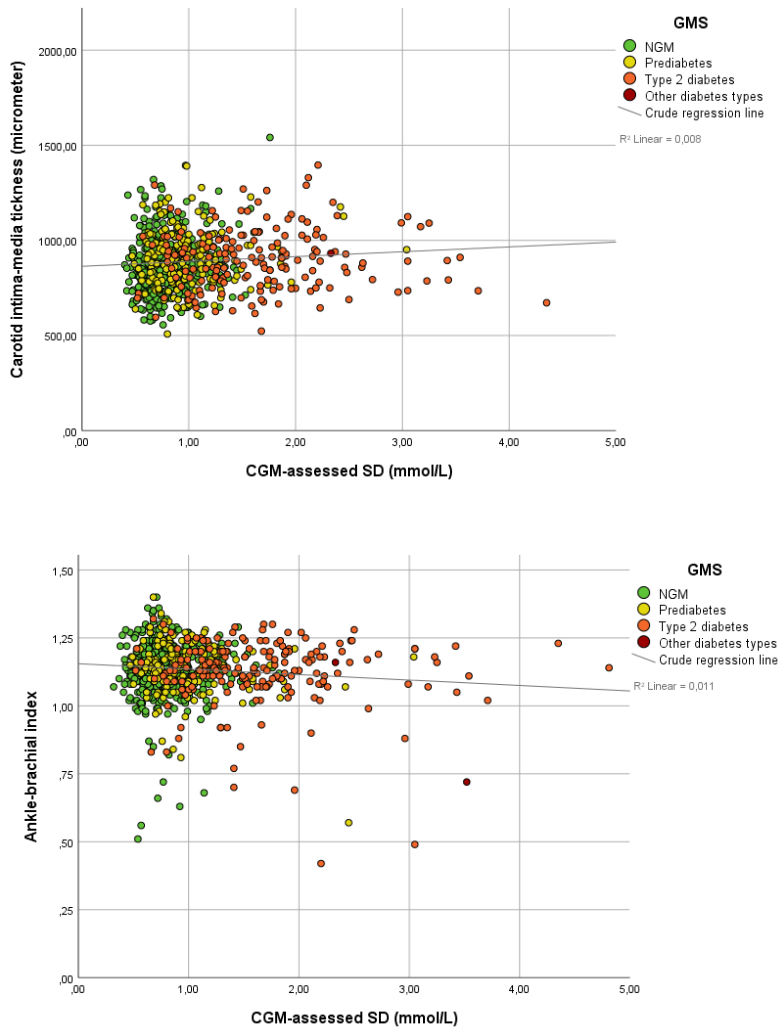 GMS
NGM
Prediabetes
Type 2 diabetes
Other diabetes types
Crude regression line
R² Linear = 0,008
Carotid intima-media tickness (micrometer)
2000,00
1500,00
1000,00
500,00
,00
,00 1,00 2,00 3,00 4,00 5,00
CGM-assessed SD (mmol/L)
GMS
NGM
Prediabetes
Type 2 diabetes
Other diabetes types
Crude regression line
R² Linear = 0,011
Ankle-brachial index
1,50
1,25
1,00
,75
,50
,25
,00
,00 1,00 2,00 3,00 4,00 5,00
CGM-assessed SD (mmol/L)